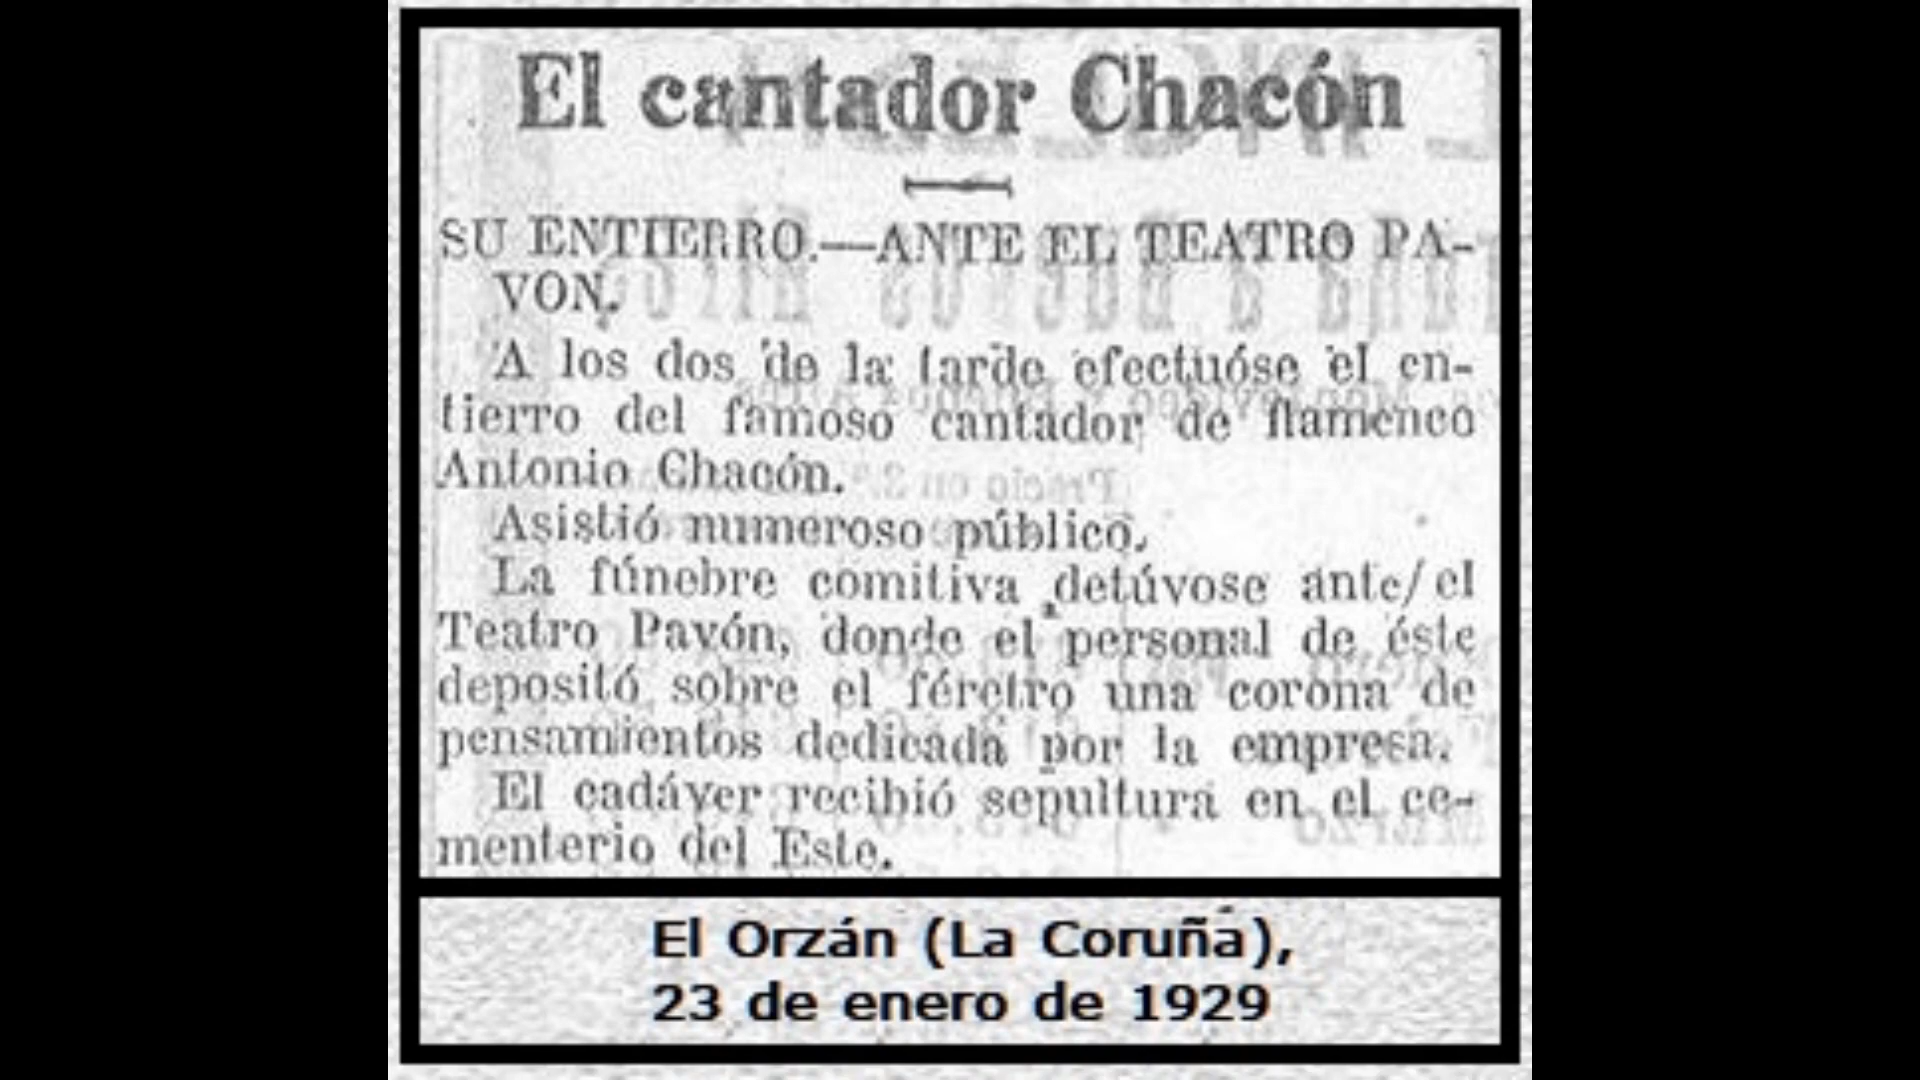 El cantador Chacón
SU ENTIERRO.—ANTE EL TEATRO PA-
VON.
A los dos de la tarde efectuóse el en-
tierro del famoso cantador de flamenco
Antonio Chacón.
Asistió numeroso público.
La fúnebre comitiva detúvose ante el
Teatro Pavón, donde el personal de éste
depositó sobre el féretro una corona de
pensamientos dedicada por la empresa.
El cadáver recibió sepultura en el ce-
menterio del Este.
El Orzán (La Coruña),
23 de enero de 1929